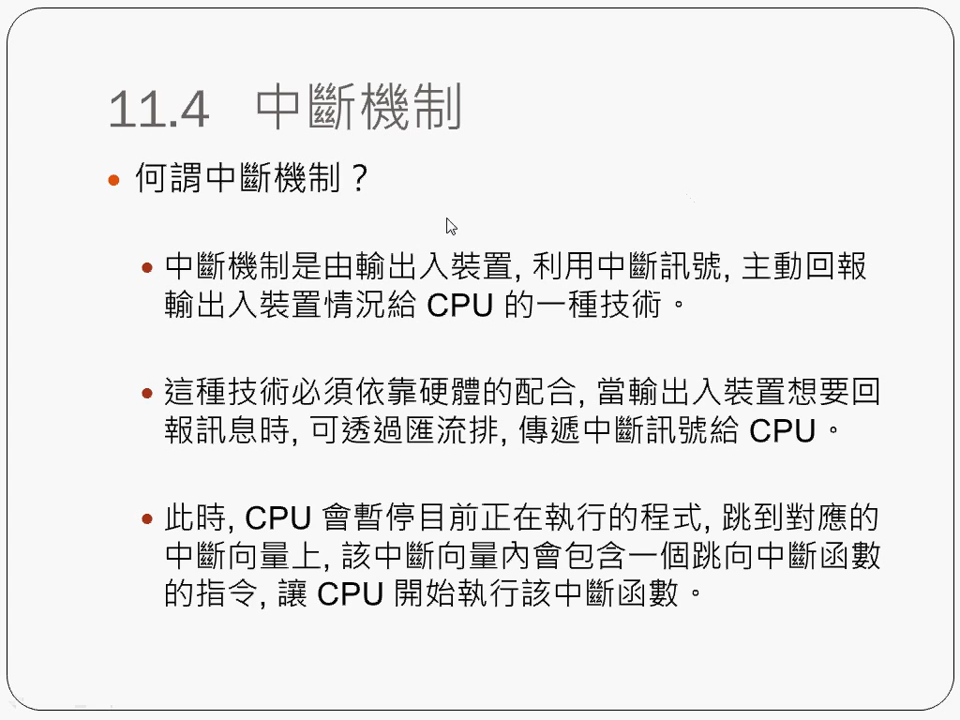 11.4 中斷機制
• 何謂中斷機制？
• 中斷機制是由輸出入裝置, 利用中斷訊號, 主動回報
輸出入裝置情況給 CPU 的一種技術。
• 這種技術必須依靠硬體的配合, 當輸出入裝置想要回
報訊息時, 可透過匯流排, 傳遞中斷訊號給 CPU。
• 此時, CPU 會暫停目前正在執行的程式, 跳到對應的
中斷向量上, 該中斷向量內會包含一個跳向中斷函數
的指令, 讓 CPU 開始執行該中斷函數。